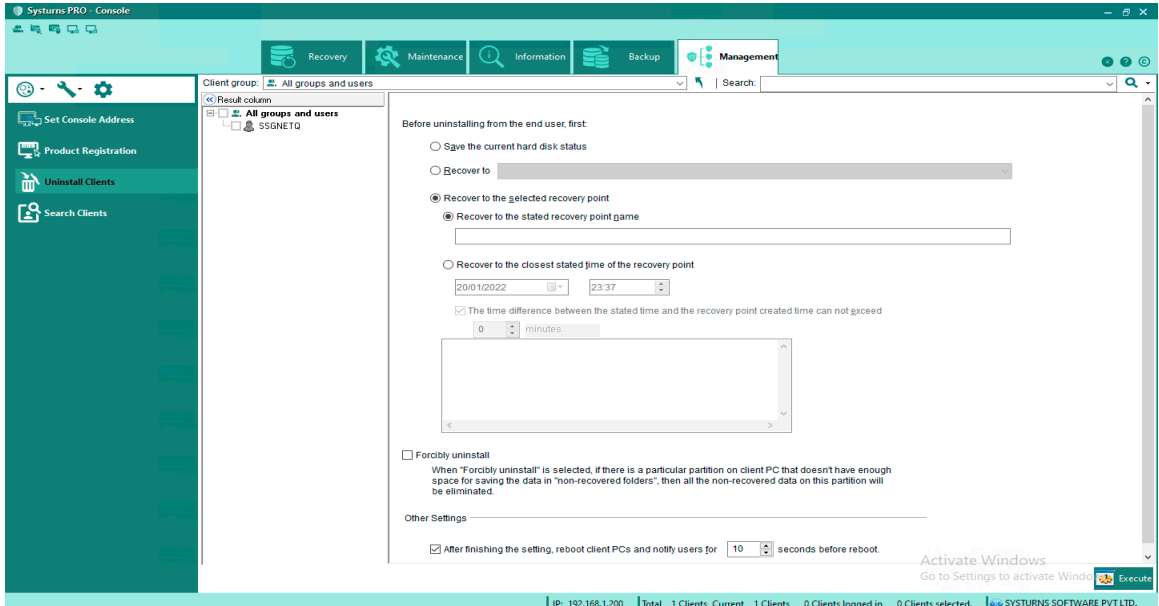 Systurns PRO - Console
Recovery
Maintenance
Information
Backup
Management
Client group: All groups and users
Search:
Set Console Address
Product Registration
Uninstall Clients
Search Clients
Result column
All groups and users
SSGNETQ
Before uninstalling from the end user, first:
Save the current hard disk status
Recover to
Recover to the selected recovery point
Recover to the stated recovery point name
Recover to the closest stated time of the recovery point
20/01/2022 23:37
The time difference between the stated time and the recovery point created time can not exceed
0 minutes.
Forcibly uninstall
When "Forcibly uninstall" is selected, if there is a particular partition on client PC that doesn't have enough
space for saving the data in "non-recovered folders", then all the non-recovered data on this partition will
be eliminated.
Other Settings
After finishing the setting, reboot client PCs and notify users for 10 seconds before reboot.
Activate Windows
Go to Settings to activate Windo
Execute
IP: 192.168.1.200 Total 1 Clients, Current 1 Clients 0 Clients logged in 0 Clients selected. SYSTURNS SOFTWARE PVT LTD.